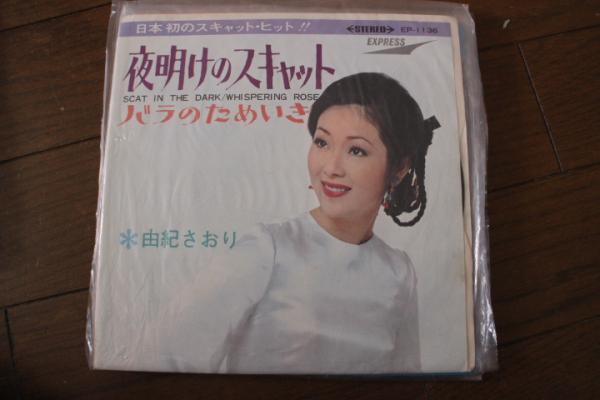 日本初のスキャット・ヒット!!
STEREO EP-1136
EXPRESS
夜明けのスキャット
SCAT IN THE DARK/WHISPERING ROSE
バラのためいき
*由紀さおり